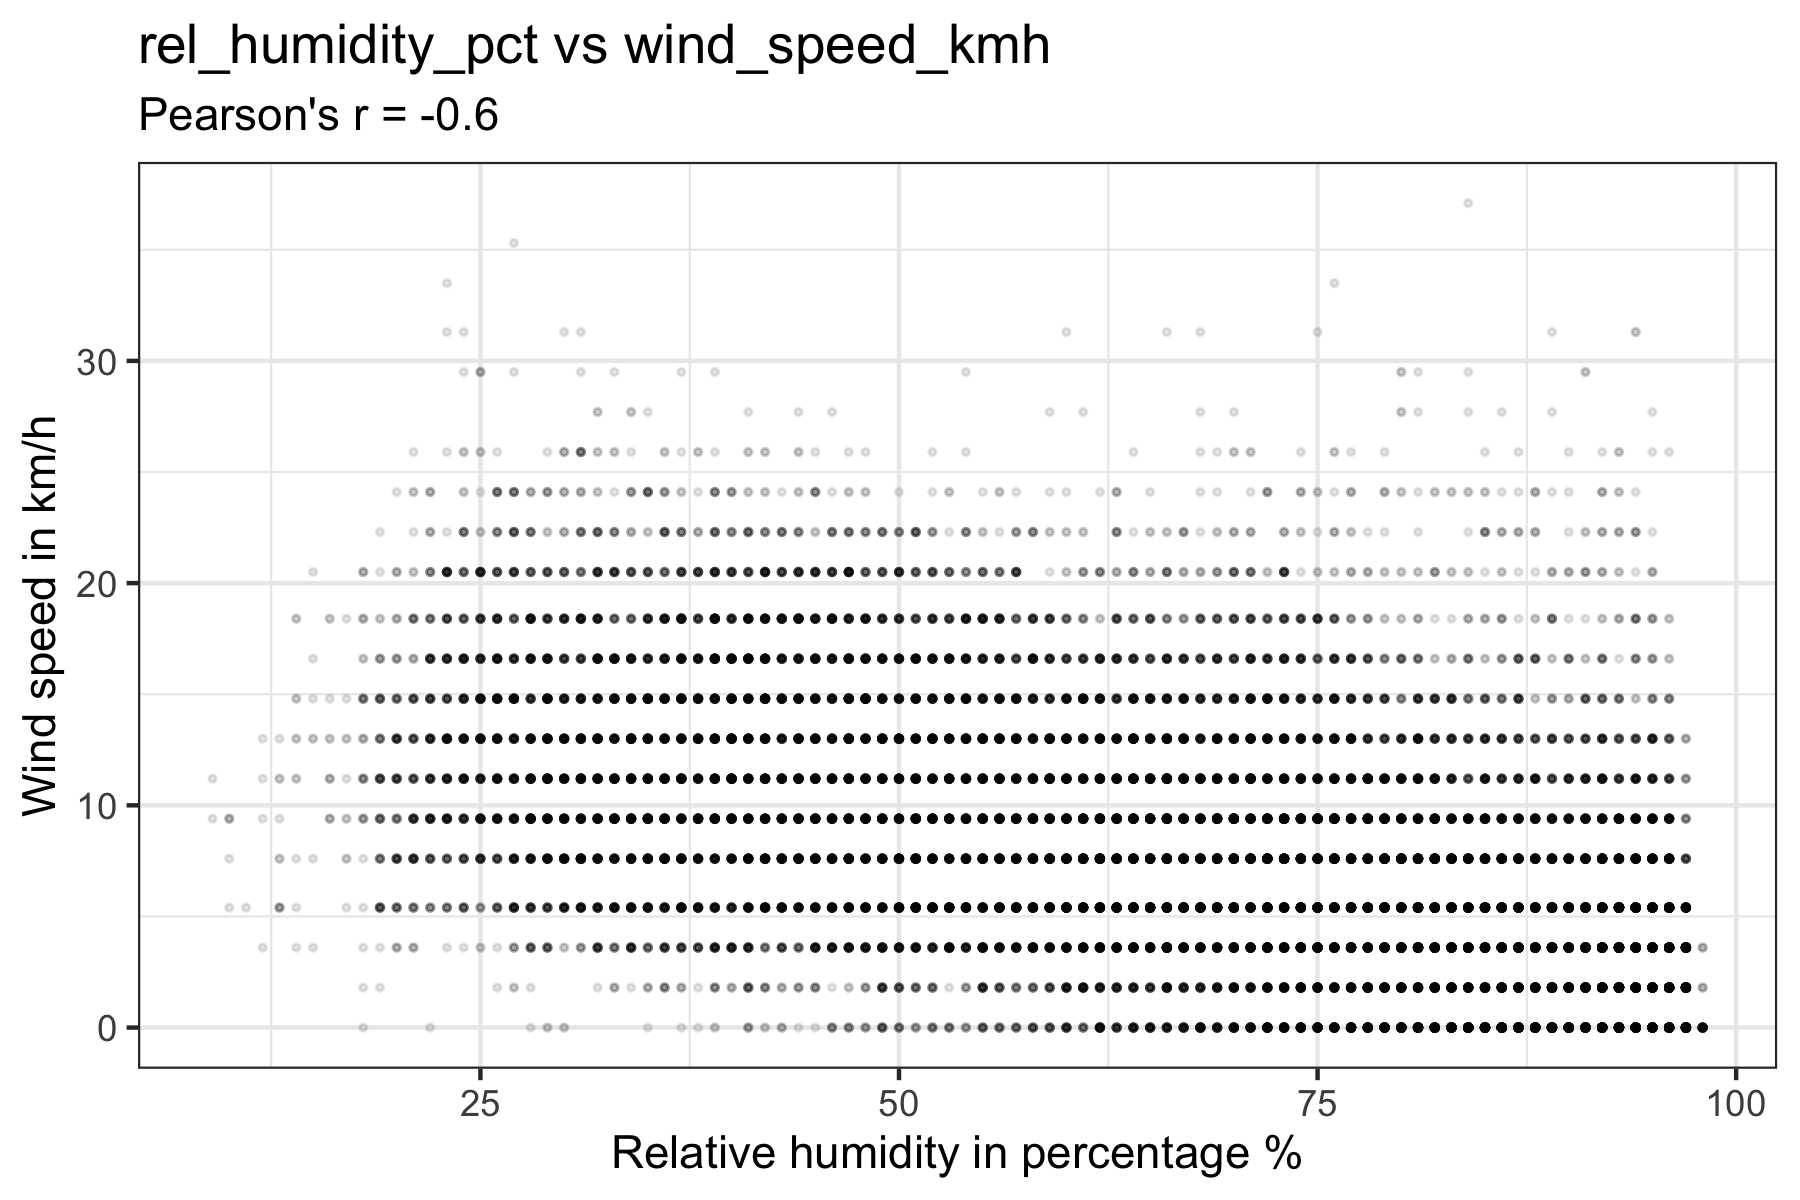 rel_humidity_pct vs wind_speed_kmh
Pearson's r = -0.6
Wind speed in km/h
30
20
10
0
25 50 75 100
Relative humidity in percentage %